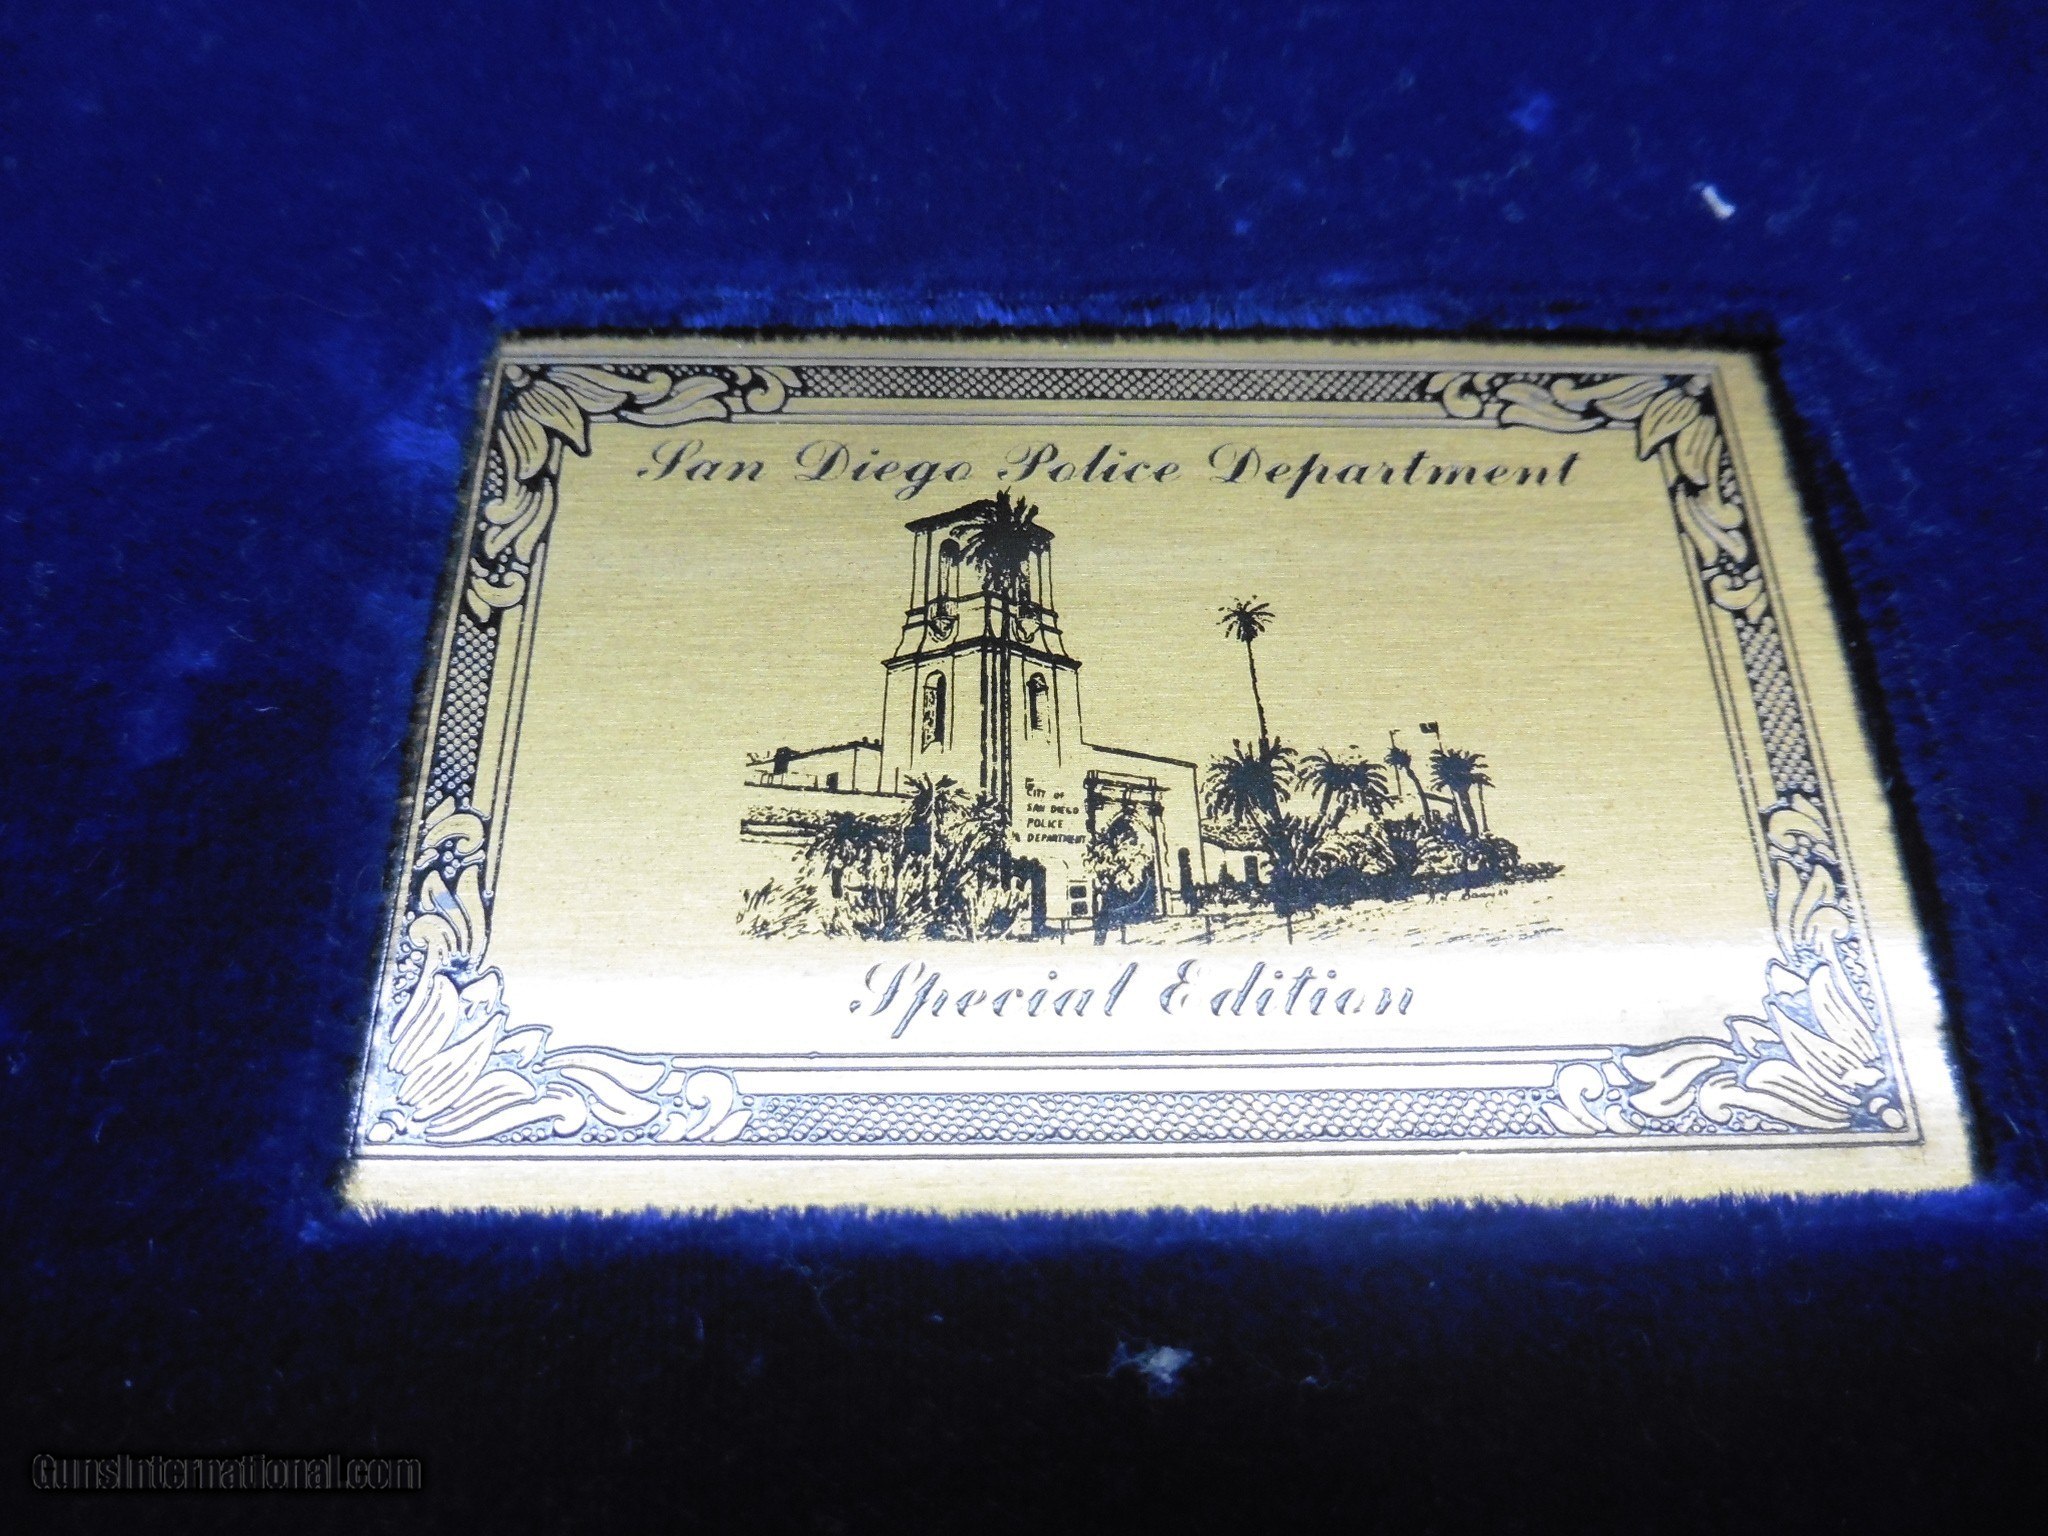 San Diego Police Department
CITY OF
SAN DIEGO
POLICE
DEPARTMENT
Special Edition
GunsInternational.com